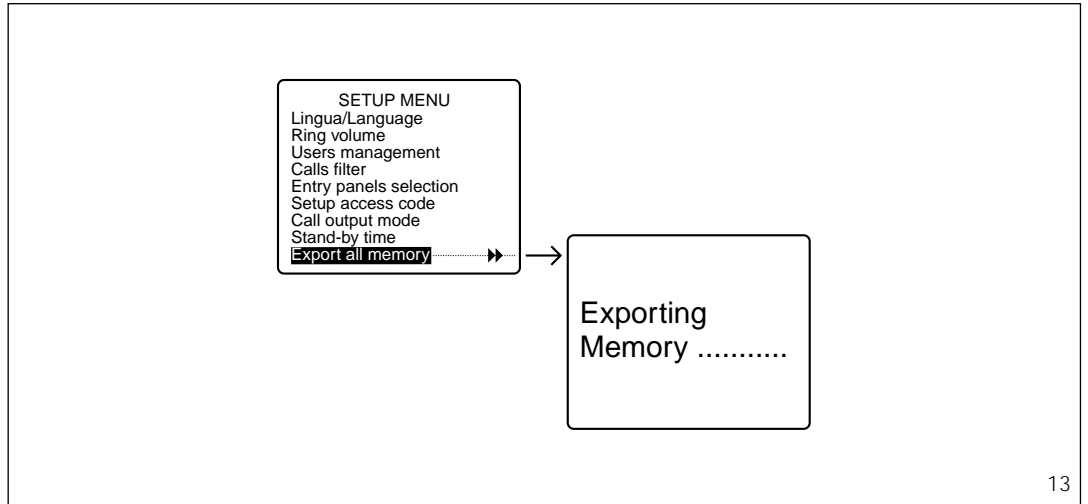 SETUP MENU
Lingua/Language
Ring volume
Users management
Calls filter
Entry panels selection
Setup access code
Call output mode
Stand-by time
Export all memory
Exporting
Memory ...........
13